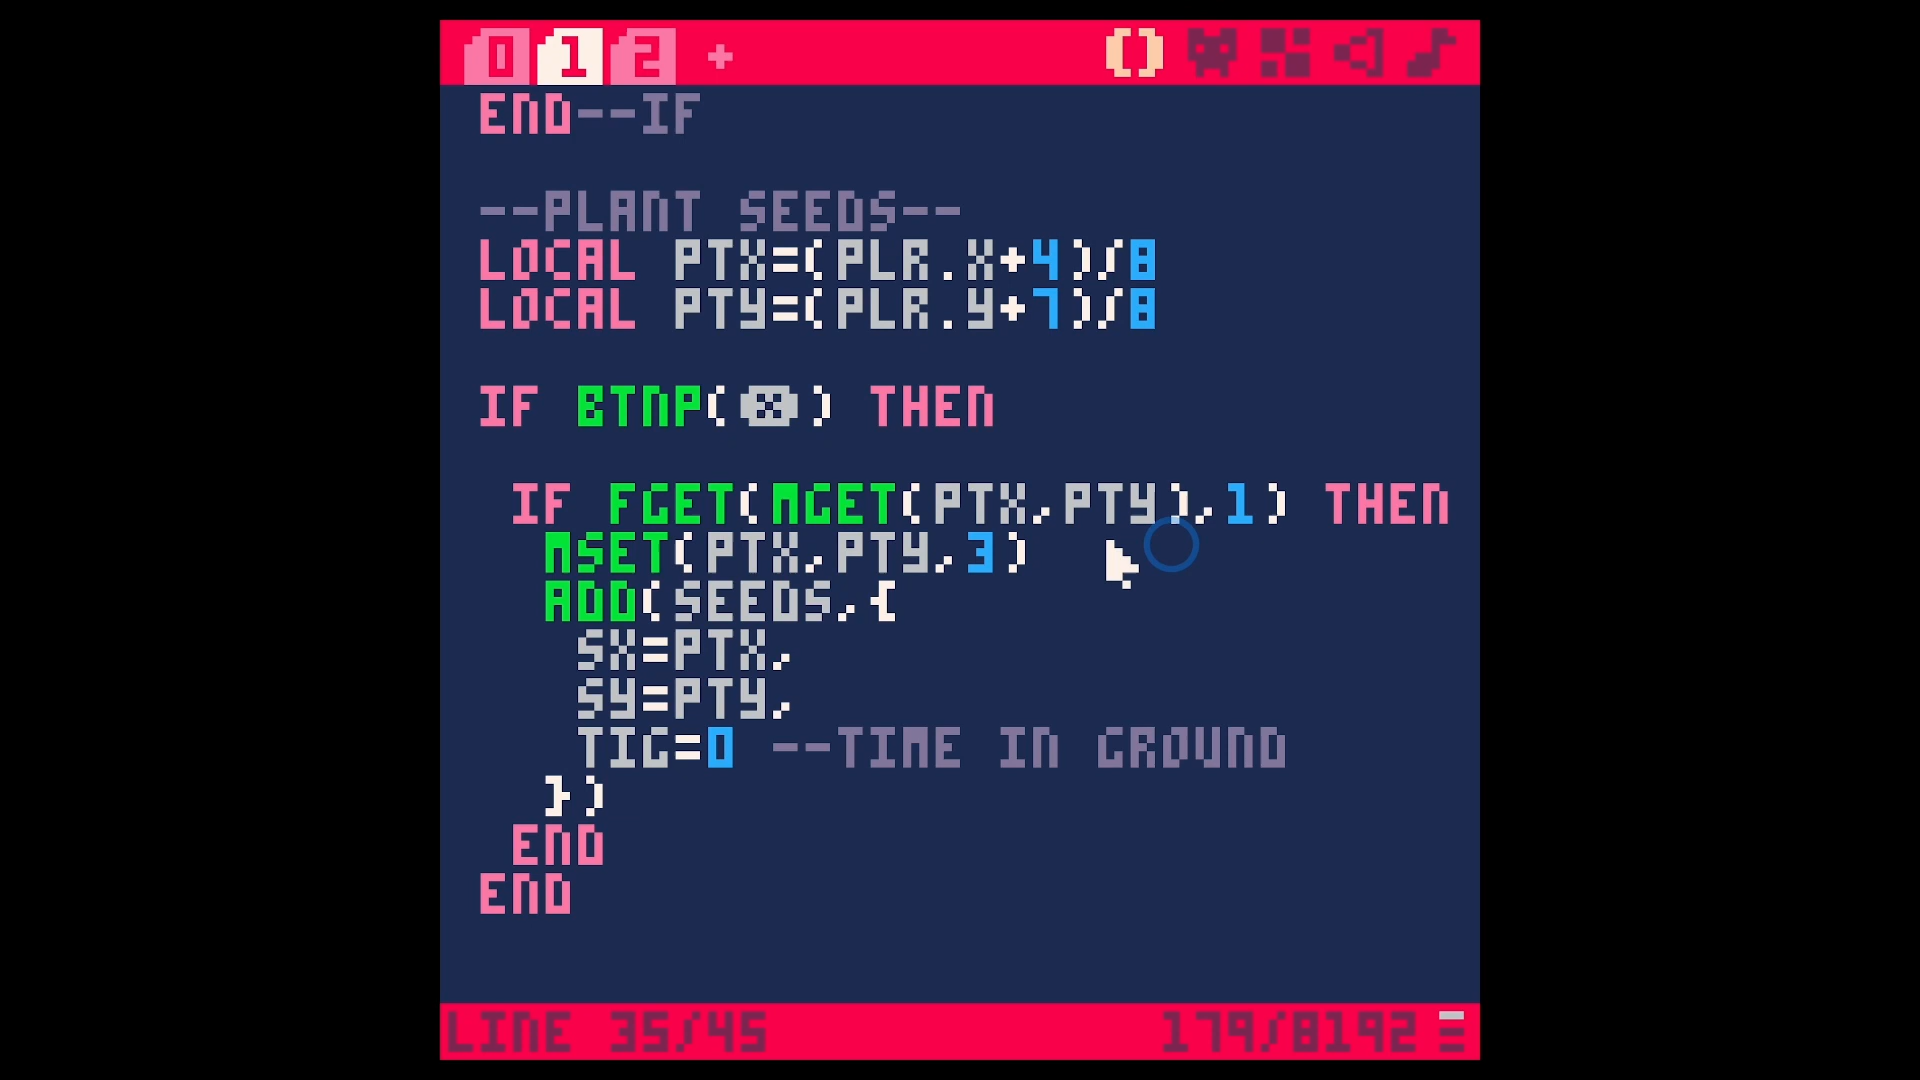 0 1 2 +
END--IF
--PLANT SEEDS--
LOCAL PTX=(PLR.X+4)/8
LOCAL PTY=(PLR.Y+7)/8
IF BTNP(❎) THEN
IF FGET(MGET(PTX,PTY),1) THEN
MSET(PTX,PTY,3)
ADD(SEEDS,{
SX=PTX,
SY=PTY,
TIG=0 --TIME IN GROUND
})
END
END
LINE 35/45
179/8192